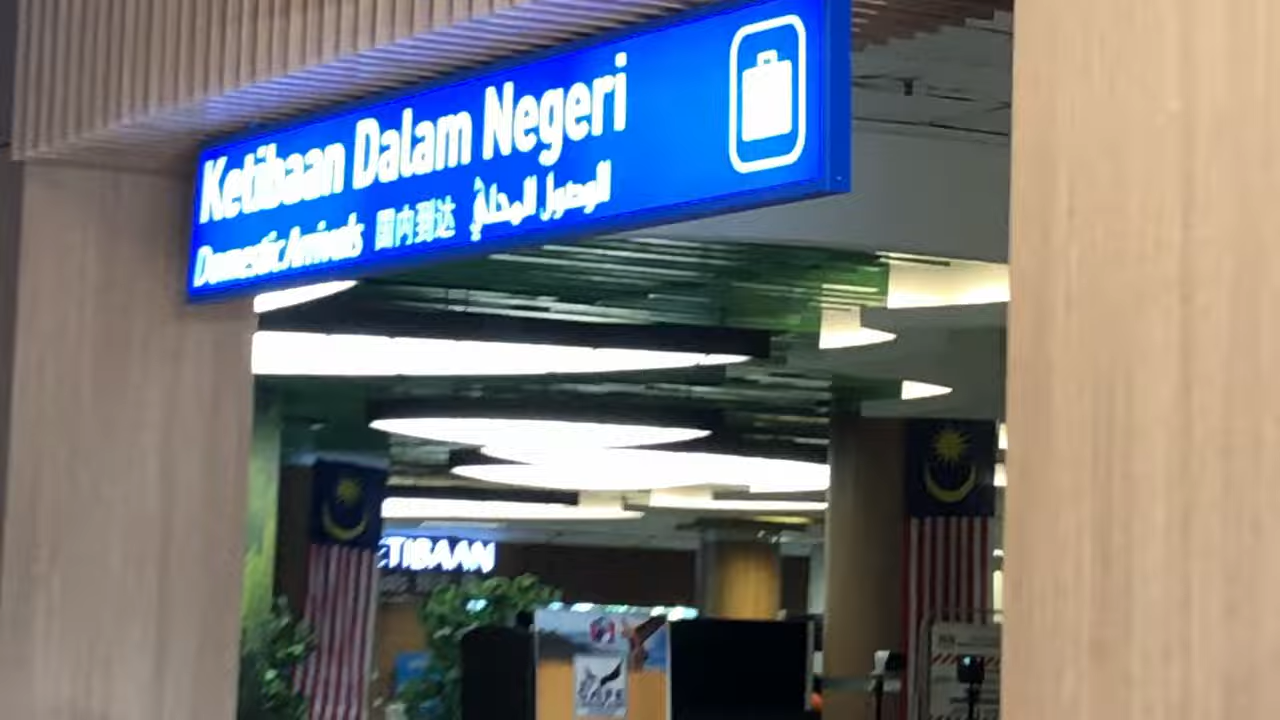 Ketibaan Dalam Negeri
Domestic Arrivals 国内到达 الوصول المحلي
ETIBAAN